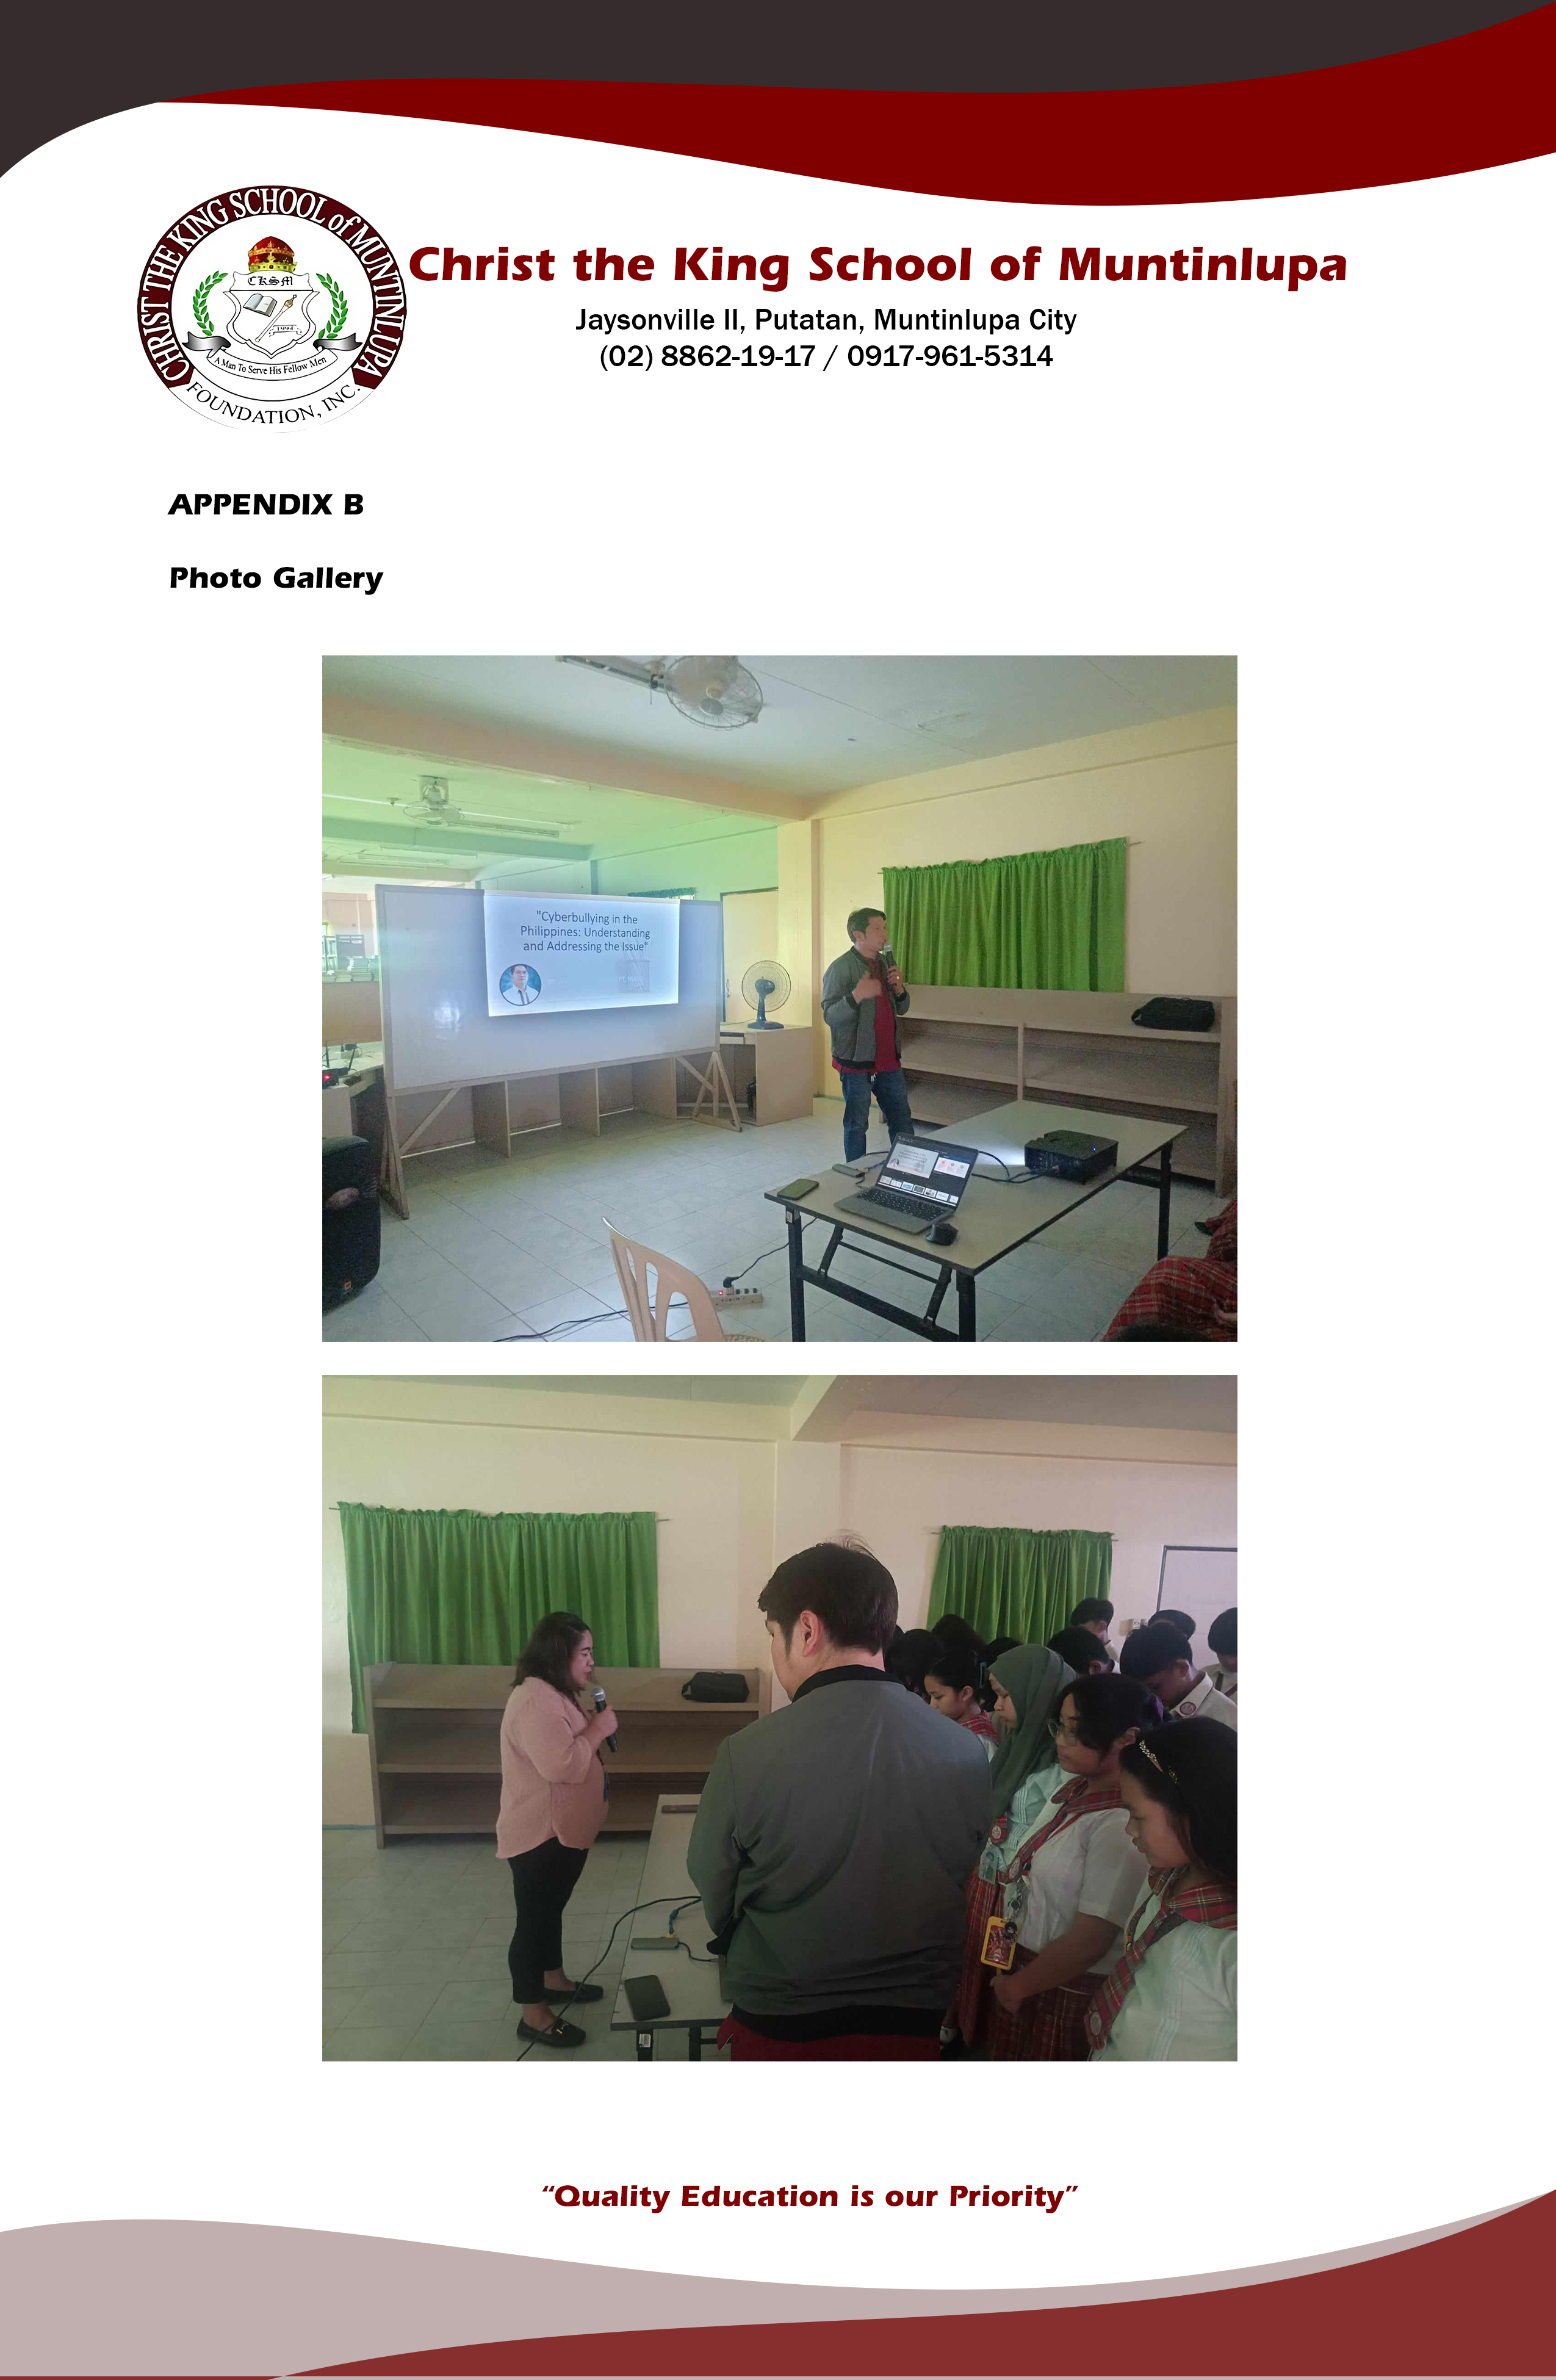 CHRIST THE KING SCHOOL of MUNTINLUPA
CKSM
1994
A Man To Serve His Fellow Men
FOUNDATION, INC.
Christ the King School of Muntinlupa
Jaysonville II, Putatan, Muntinlupa City
(02) 8862-19-17 / 0917-961-5314
APPENDIX B
Photo Gallery
"Cyberbullying in the
Philippines: Understanding
and Addressing the Issue"
“Quality Education is our Priority”